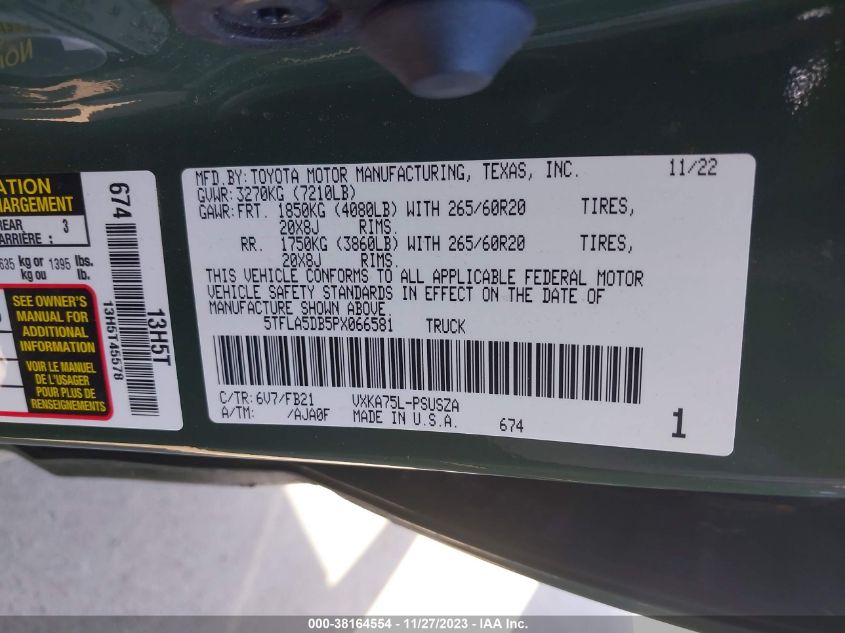 MFD.BY:TOYOTA MOTOR MANUFACTURING, TEXAS, INC. 11/22
GVWR:3270KG (7210LB)
GAWR:FRT. 1850KG (4080LB) WITH 265/60R20 TIRES,
20X8J RIMS.
RR. 1750KG (3860LB) WITH 265/60R20 TIRES,
20X8J RIMS.
THIS VEHICLE CONFORMS TO ALL APPLICABLE FEDERAL MOTOR
VEHICLE SAFETY STANDARDS IN EFFECT ON THE DATE OF
MANUFACTURE SHOWN ABOVE.
5TFLA5DB5PX066581 TRUCK
C/TR: 6V7/FB21 VXKA75L-PSUSZA
A/TM: /AJA0F MADE IN U.S.A. 674
1
ATION
HARGEMENT
REAR 3
ARRIÈRE :
635 kg or 1395 lbs.
kg ou lb.
SEE OWNER'S
MANUAL FOR
ADDITIONAL
INFORMATION
VOIR LE MANUEL
DE L'USAGER
POUR PLUS DE
RENSEIGNEMENTS
674
13H5T45578
13H5T
000-38164554 - 11/27/2023 - IAA Inc.